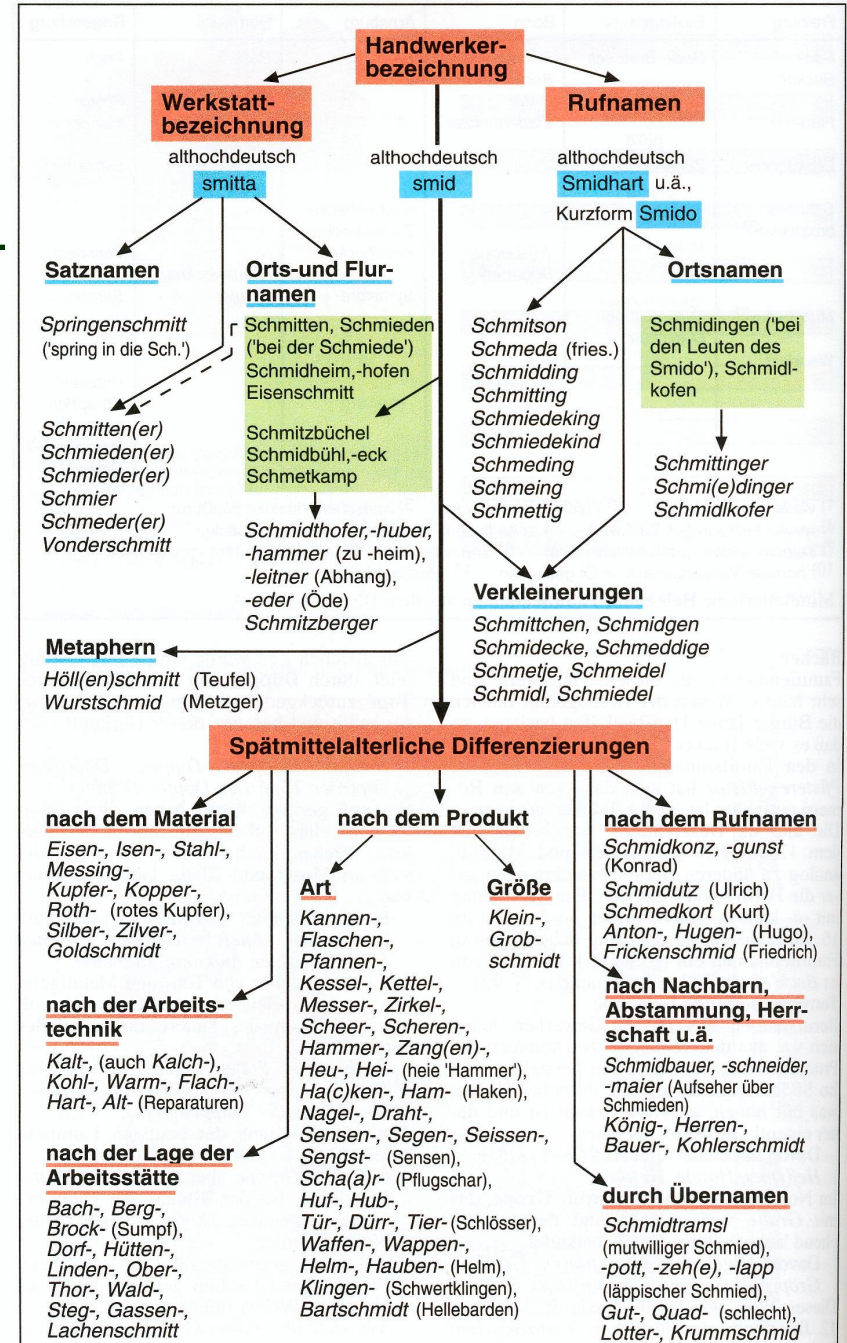 Handwerker-
bezeichnung
Werkstatt-
bezeichnung
Rufnamen
althochdeutsch
smitta
althochdeutsch
smid
althochdeutsch
Smidhart u.ä.,
Kurzform Smido
Satznamen
Springenschmitt
('spring in die Sch.')
Schmitten(er)
Schmieden(er)
Schmieder(er)
Schmier
Schmeder(er)
Vonderschmitt
Orts-und Flur-
namen
Schmitten, Schmieden
('bei der Schmiede')
Schmidheim,-hofen
Eisenschmitt
Schmitzbüchel
Schmidbühl,-eck
Schmetkamp
Schmidthofer,-huber,
-hammer (zu -heim),
-leitner (Abhang),
-eder (Öde)
Schmitzberger
Schmitson
Schmeda (fries.)
Schmidding
Schmitting
Schmiedeking
Schmiedekind
Schmeding
Schmeing
Schmettig
Ortsnamen
Schmidingen ('bei
den Leuten des
Smido'), Schmidl-
kofen
Schmittinger
Schmi(e)dinger
Schmidlkofer
Verkleinerungen
Schmittchen, Schmidgen
Schmidecke, Schmeddige
Schmetje, Schmeidel
Schmidl, Schmiedel
Metaphern
Höll(en)schmitt (Teufel)
Wurstschmid (Metzger)
Spätmittelalterliche Differenzierungen
nach dem Material
Eisen-, Isen-, Stahl-,
Messing-,
Kupfer-, Kopper-,
Roth- (rotes Kupfer),
Silber-, Zilver-,
Goldschmidt
nach der Arbeits-
technik
Kalt-, (auch Kalch-),
Kohl-, Warm-, Flach-,
Hart-, Alt- (Reparaturen)
nach der Lage der
Arbeitsstätte
Bach-, Berg-,
Brock- (Sumpf),
Dorf-, Hütten-,
Linden-, Ober-,
Thor-, Wald-,
Steg-, Gassen-,
Lachenschmitt
nach dem Produkt
Art
Kannen-,
Flaschen-,
Pfannen-,
Kessel-, Kettel-,
Messer-, Zirkel-,
Scheer-, Scheren-,
Hammer-, Zang(en)-,
Heu-, Hei- (heie 'Hammer'),
Ha(c)ken-, Ham- (Haken),
Nagel-, Draht-,
Sensen-, Segen-, Seissen-,
Sengst- (Sensen),
Scha(a)r- (Pflugschar),
Huf-, Hub-,
Tür-, Dürr-, Tier- (Schlösser),
Waffen-, Wappen-,
Helm-, Hauben- (Helm),
Klingen- (Schwertklingen),
Bartschmidt (Hellebarden)
Größe
Klein-,
Grob-
schmidt
nach dem Rufnamen
Schmidkonz, -gunst
(Konrad)
Schmidutz (Ulrich)
Schmedkort (Kurt)
Anton-, Hugen- (Hugo),
Frickenschmid (Friedrich)
nach Nachbarn,
Abstammung, Herr-
schaft u.ä.
Schmidbauer, -schneider,
-maier (Aufseher über
Schmieden)
König-, Herren-,
Bauer-, Kohlerschmidt
durch Übernamen
Schmidtramsl
(mutwilliger Schmied),
-pott, -zeh(e), -lapp
(läppischer Schmied),
Gut-, Quad- (schlecht),
Lotter-, Krummschmid